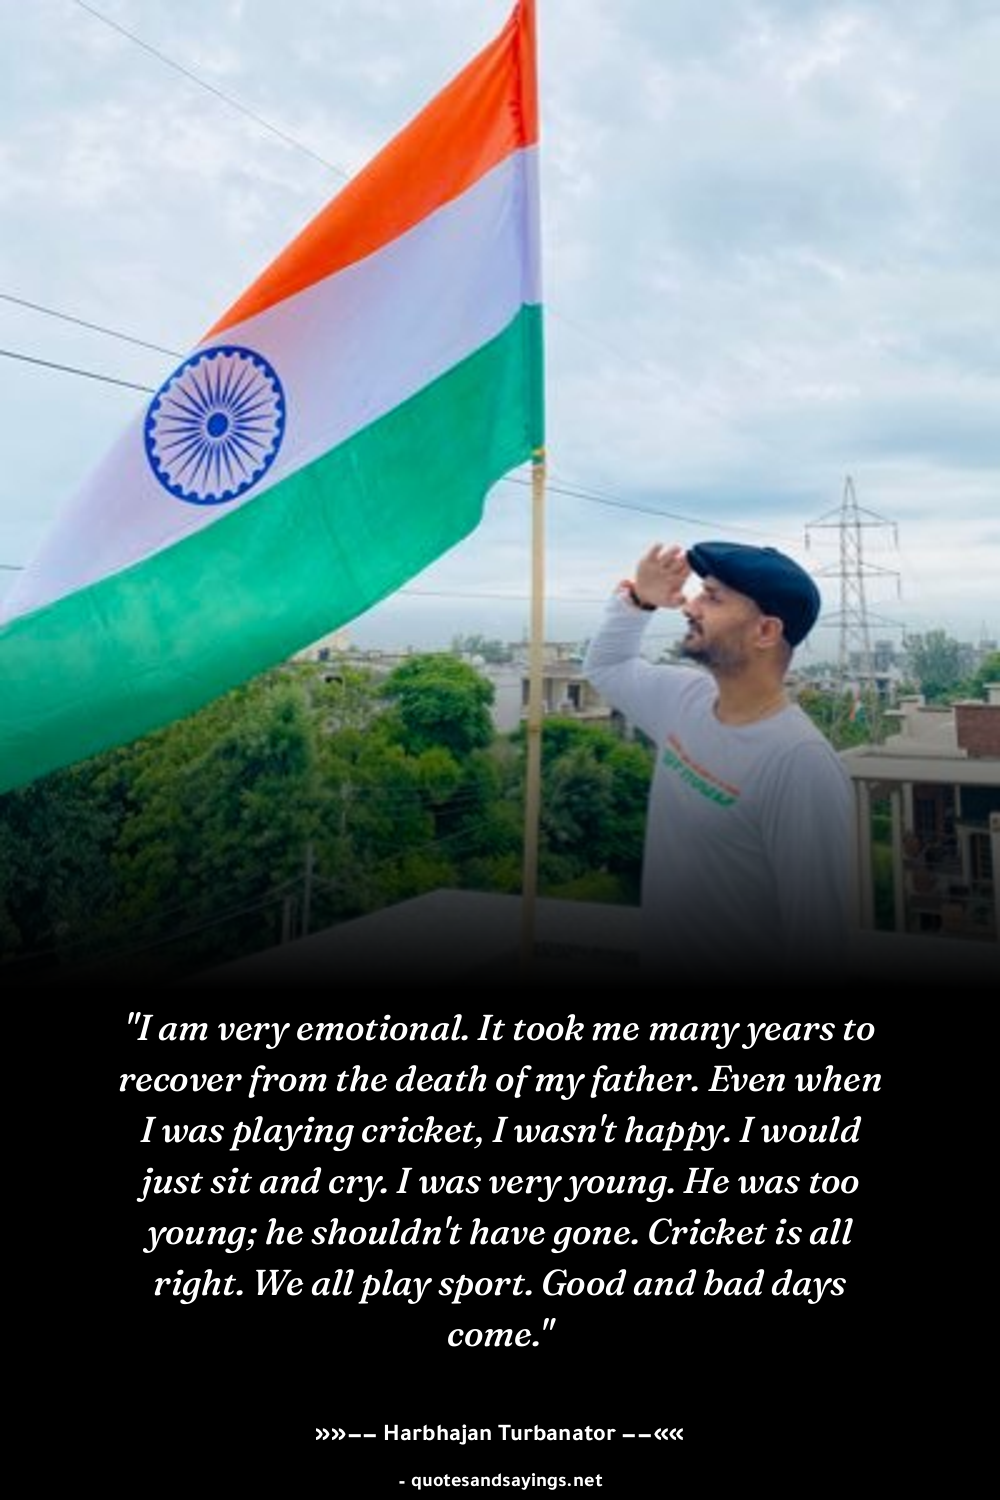 "I am very emotional. It took me many years to
recover from the death of my father. Even when
I was playing cricket, I wasn't happy. I would
just sit and cry. I was very young. He was too
young; he shouldn't have gone. Cricket is all
right. We all play sport. Good and bad days
come."
»»−− Harbhajan Turbanator −−««
- quotesandsayings.net